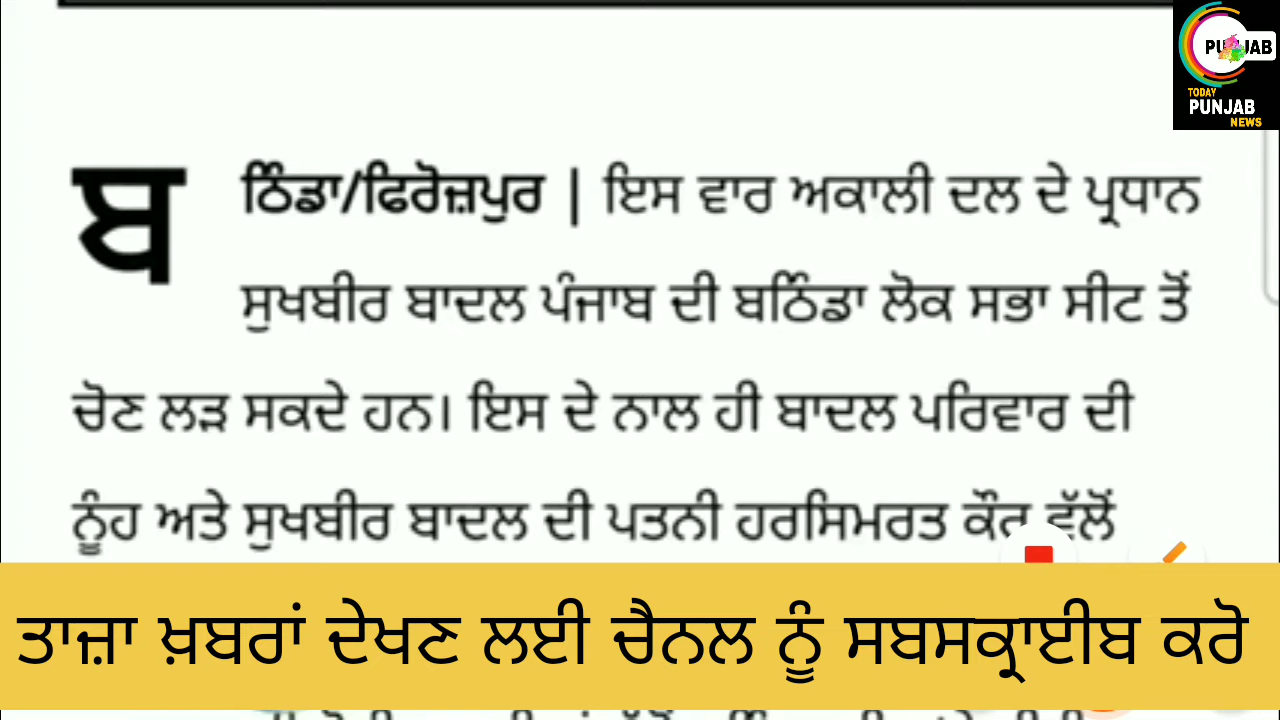 PUNJAB
TODAY
PUNJAB
NEWS
ਬਠਿੰਡਾ/ਫਿਰੋਜ਼ਪੁਰ | ਇਸ ਵਾਰ ਅਕਾਲੀ ਦਲ ਦੇ ਪ੍ਰਧਾਨ
ਸੁਖਬੀਰ ਬਾਦਲ ਪੰਜਾਬ ਦੀ ਬਠਿੰਡਾ ਲੋਕ ਸਭਾ ਸੀਟ ਤੋਂ
ਚੋਣ ਲੜ ਸਕਦੇ ਹਨ। ਇਸ ਦੇ ਨਾਲ ਹੀ ਬਾਦਲ ਪਰਿਵਾਰ ਦੀ
ਨੂੰਹ ਅਤੇ ਸੁਖਬੀਰ ਬਾਦਲ ਦੀ ਪਤਨੀ ਹਰਸਿਮਰਤ ਕੌਰ ਵੱਲੋਂ
ਤਾਜ਼ਾ ਖ਼ਬਰਾਂ ਦੇਖਣ ਲਈ ਚੈਨਲ ਨੂੰ ਸਬਸਕ੍ਰਾਈਬ ਕਰੋ